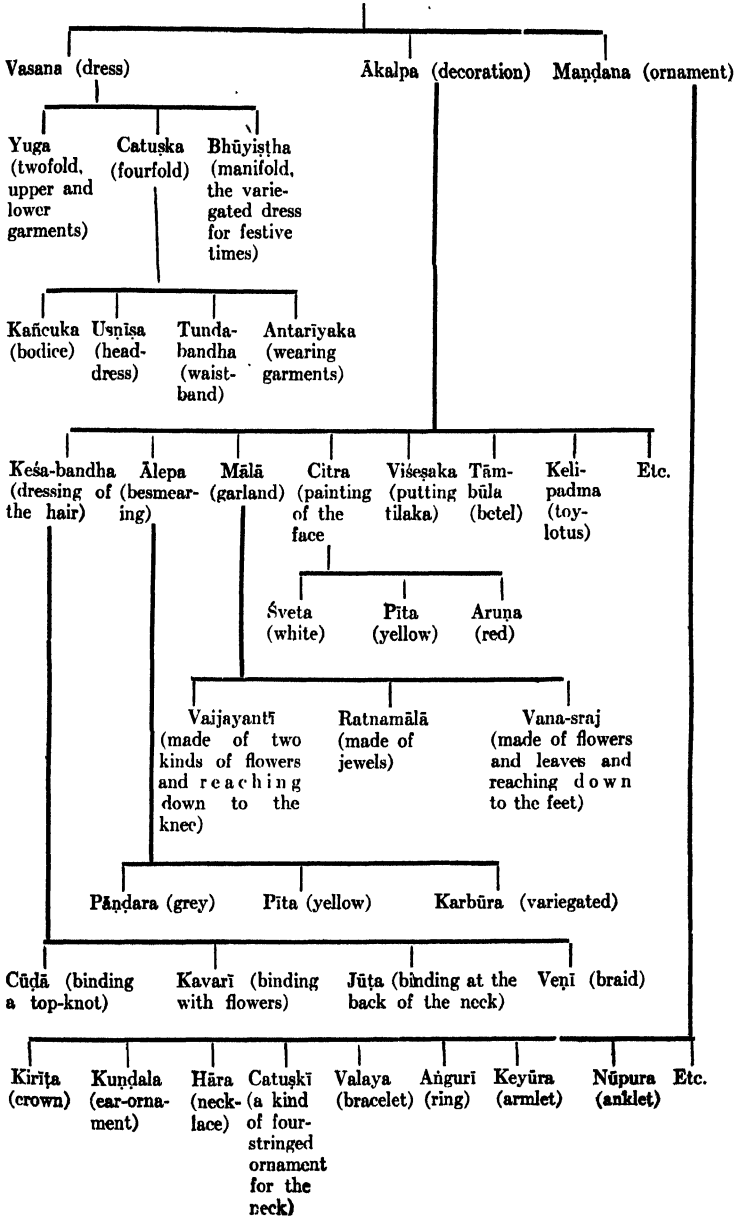 Vasana (dress)
Ākalpa (decoration)
Maṇḍana (ornament)
Yuga
(twofold,
upper and
lower
garments)
Catuṣka
(fourfold)
Bhūyiṣṭha
(manifold,
the varie-
gated dress
for festive
times)
Kañcuka
(bodice)
Uṣṇīṣa
(head-
dress)
Tunda-
bandha
(waist-
band)
Antarīyaka
(wearing
garments)
Keśa-bandha
(dressing of
the hair)
Ālepa
(besmear-
ing)
Mālā
(garland)
Citra
(painting
of the
face
Viśeṣaka
(putting
tilaka)
Tām-
būla
(betel)
Keli-
padma
(toy-
lotus)
Etc.
Śveta
(white)
Pīta
(yellow)
Aruṇa
(red)
Vaijayantī
(made of two
kinds of flowers
and reaching
down to the
knee)
Ratnamālā
(made of
jewels)
Vana-sraj
(made of flowers
and leaves and
reaching down
to the feet)
Pāṇḍara (grey)
Pīta (yellow)
Karbūra (variegated)
Cūḍā (binding
a top-knot)
Kavarī (binding
with flowers)
Jūṭa (binding at the
back of the neck)
Veṇī (braid)
Kirīṭa
(crown)
Kuṇḍala
(ear-orna-
ment)
Hāra
(neck-
lace)
Catuṣkī
(a kind
of four-
stringed
ornament
for the
neck)
Valaya
(bracelet)
Aṅgurī
(ring)
Keyūra
(armlet)
Nūpura
(anklet)
Etc.